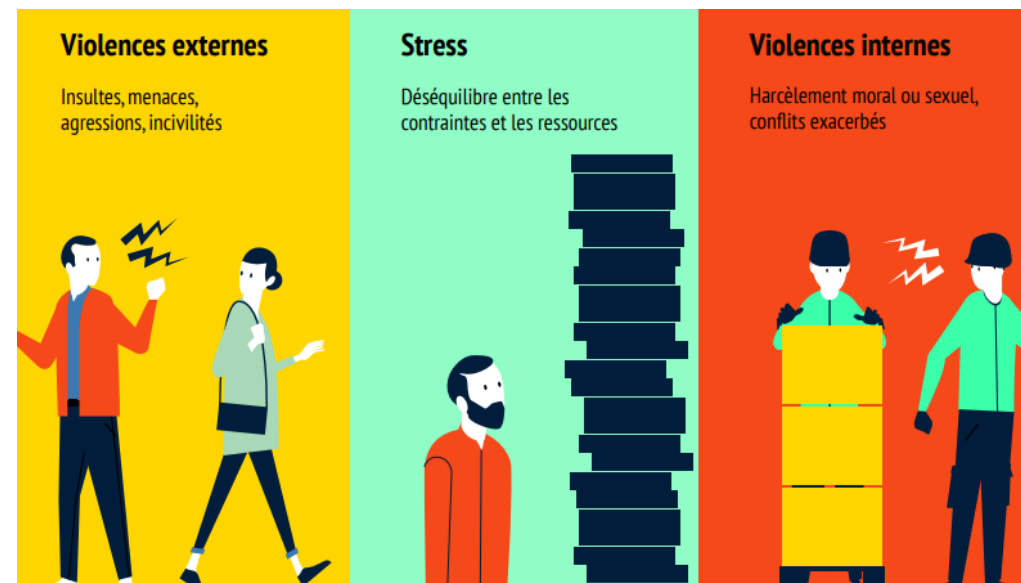 Violences externes
Insultes, menaces,
agressions, incivilités
Stress
Déséquilibre entre les
contraintes et les ressources
Violences internes
Harcèlement moral ou sexuel,
conflits exacerbés